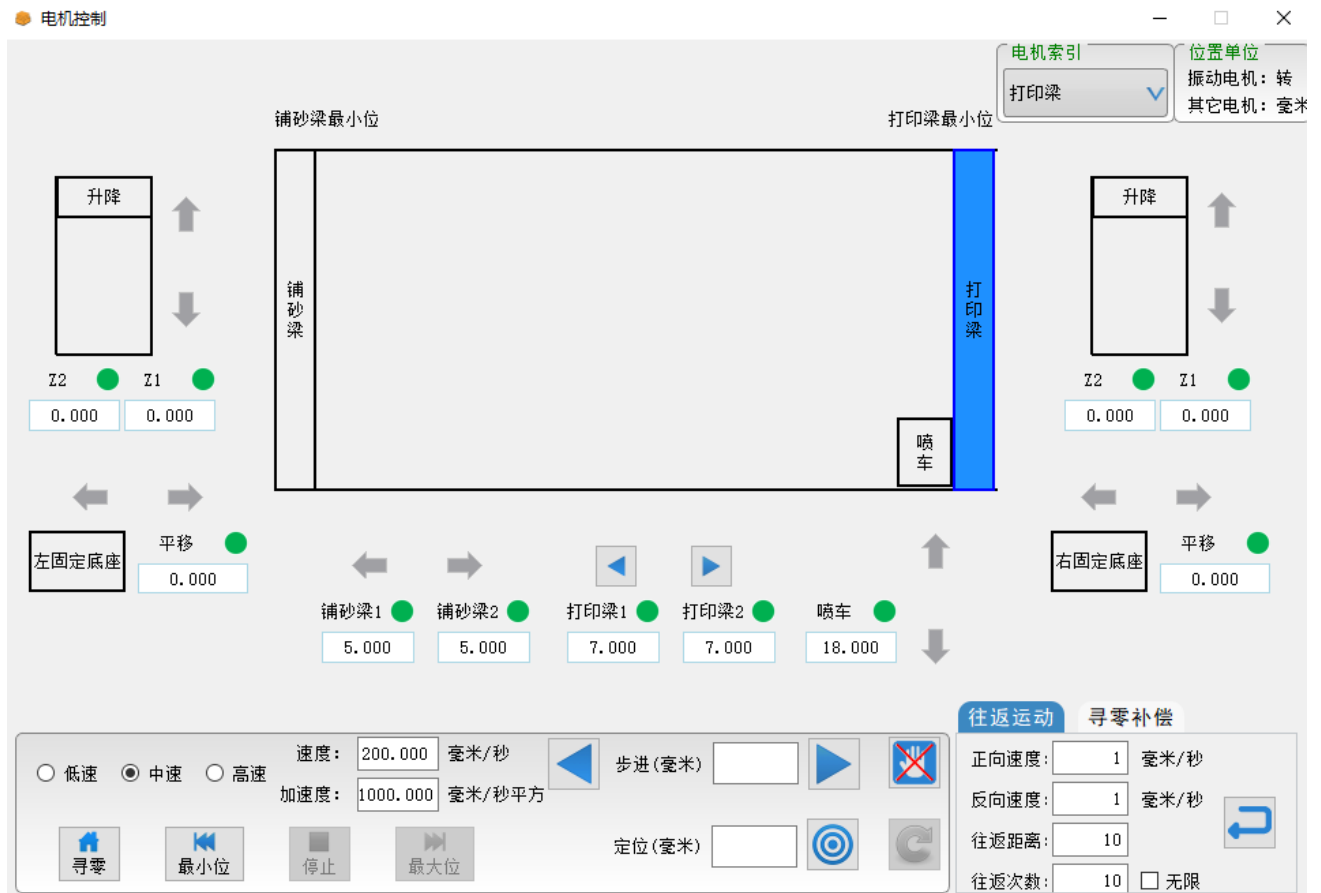 电机控制
电机索引
打印梁
位置单位
振动电机: 转
其它电机: 毫米
铺砂梁最小位
打印梁最小位
升降
铺砂梁
打印梁
喷车
升降
Z2
Z1
0.000
0.000
Z2
Z1
0.000
0.000
左固定底座
平移
0.000
右固定底座
平移
0.000
铺砂梁1
铺砂梁2
打印梁1
打印梁2
喷车
5.000
5.000
7.000
7.000
18.000
低速
中速
高速
速度:
200.000
毫米/秒
加速度:
1000.000
毫米/秒平方
步进(毫米)
寻零
最小位
停止
最大位
定位(毫米)
往返运动
寻零补偿
正向速度:
1
毫米/秒
反向速度:
1
毫米/秒
往返距离:
10
往返次数:
10
无限